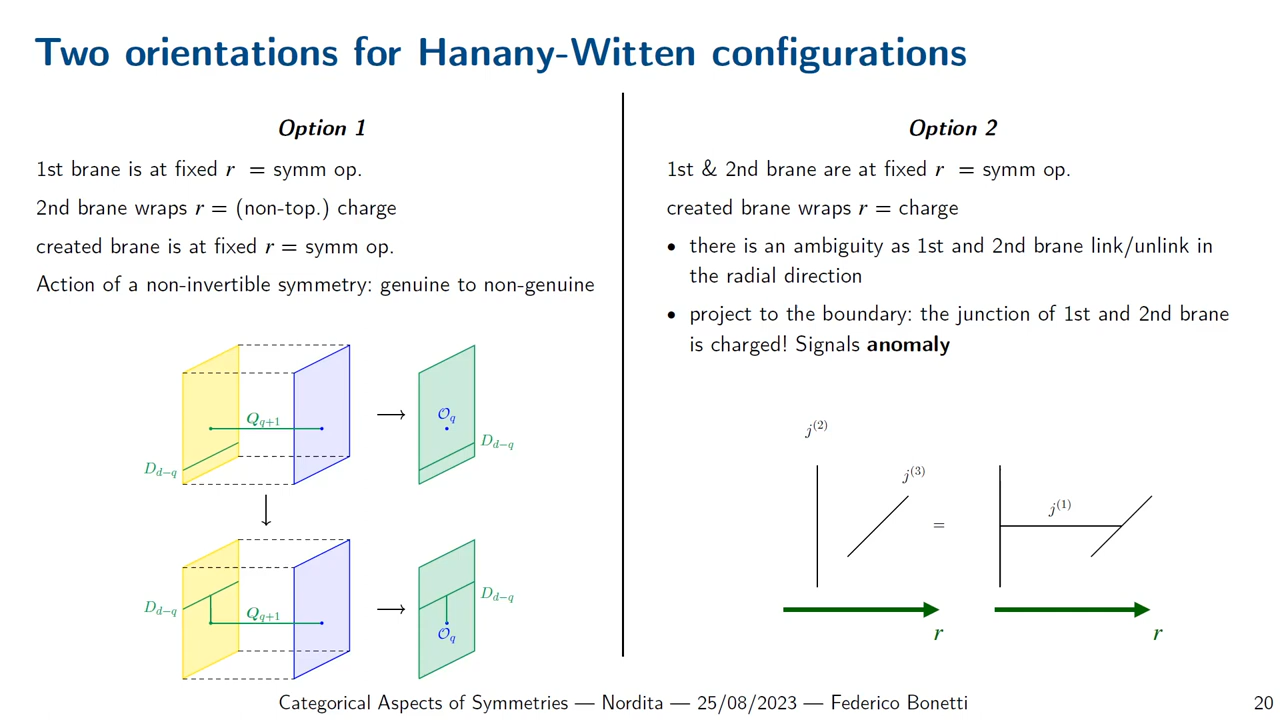 Two orientations for Hanany-Witten configurations
Option 1
1st brane is at fixed r = symm op.
2nd brane wraps r = (non-top.) charge
created brane is at fixed r = symm op.
Action of a non-invertible symmetry: genuine to non-genuine
Q_{q+1}
D_{d−q}
O_q
D_{d−q}
D_{d−q}
Q_{q+1}
D_{d−q}
O_q
Option 2
1st & 2nd brane are at fixed r = symm op.
created brane wraps r = charge
• there is an ambiguity as 1st and 2nd brane link/unlink in
the radial direction
• project to the boundary: the junction of 1st and 2nd brane
is charged! Signals anomaly
j^{(2)}
j^{(3)}
=
j^{(1)}
r
r
Categorical Aspects of Symmetries — Nordita — 25/08/2023 — Federico Bonetti
20